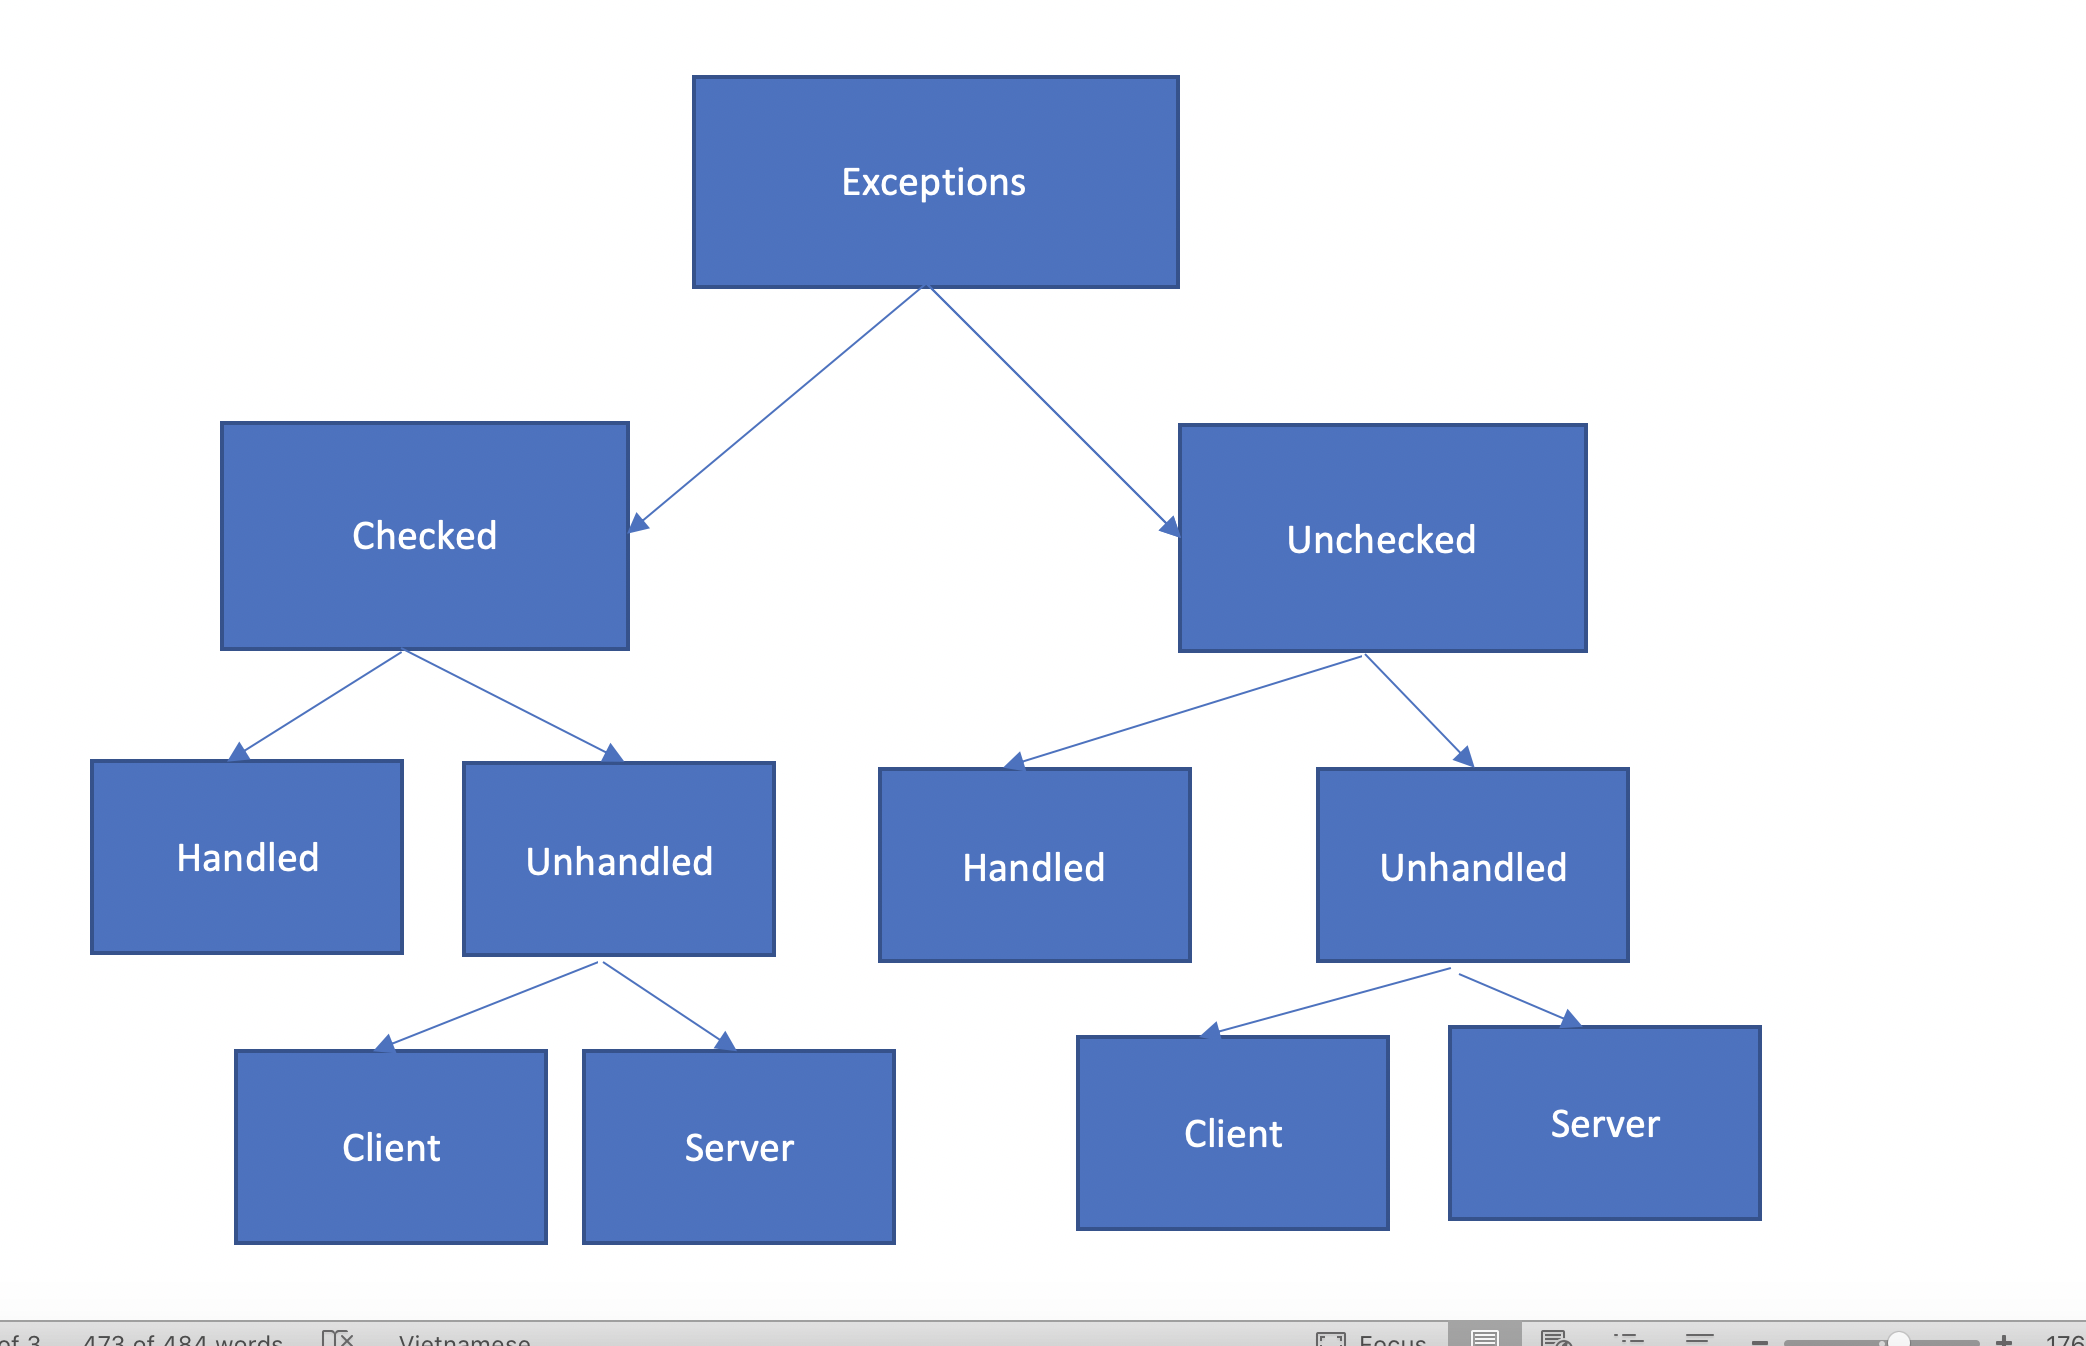 Exceptions
Checked
Unchecked
Handled
Unhandled
Handled
Unhandled
Client
Server
Client
Server
of 3 473 of 484 words Vietnamese Focus 176